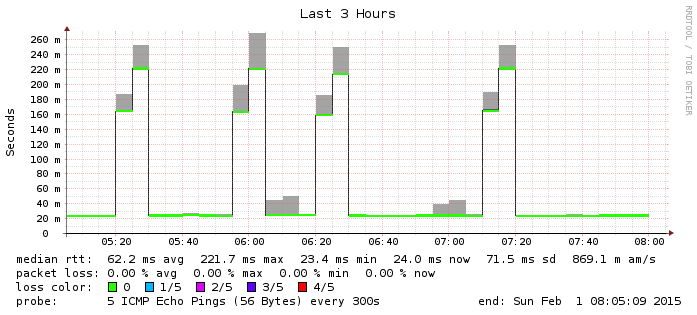 Last 3 Hours
RRDTOOL / TOBI OETIKER
Seconds
260 m
240 m
220 m
200 m
180 m
160 m
140 m
120 m
100 m
80 m
60 m
40 m
20 m
0
05:20 05:40 06:00 06:20 06:40 07:00 07:20 07:40 08:00
median rtt: 62.2 ms avg 221.7 ms max 23.4 ms min 24.0 ms now 71.5 ms sd 869.1 m am/s
packet loss: 0.00 % avg 0.00 % max 0.00 % min 0.00 % now
loss color: 0 1/5 2/5 3/5 4/5
probe: 5 ICMP Echo Pings (56 Bytes) every 300s end: Sun Feb 1 08:05:09 2015